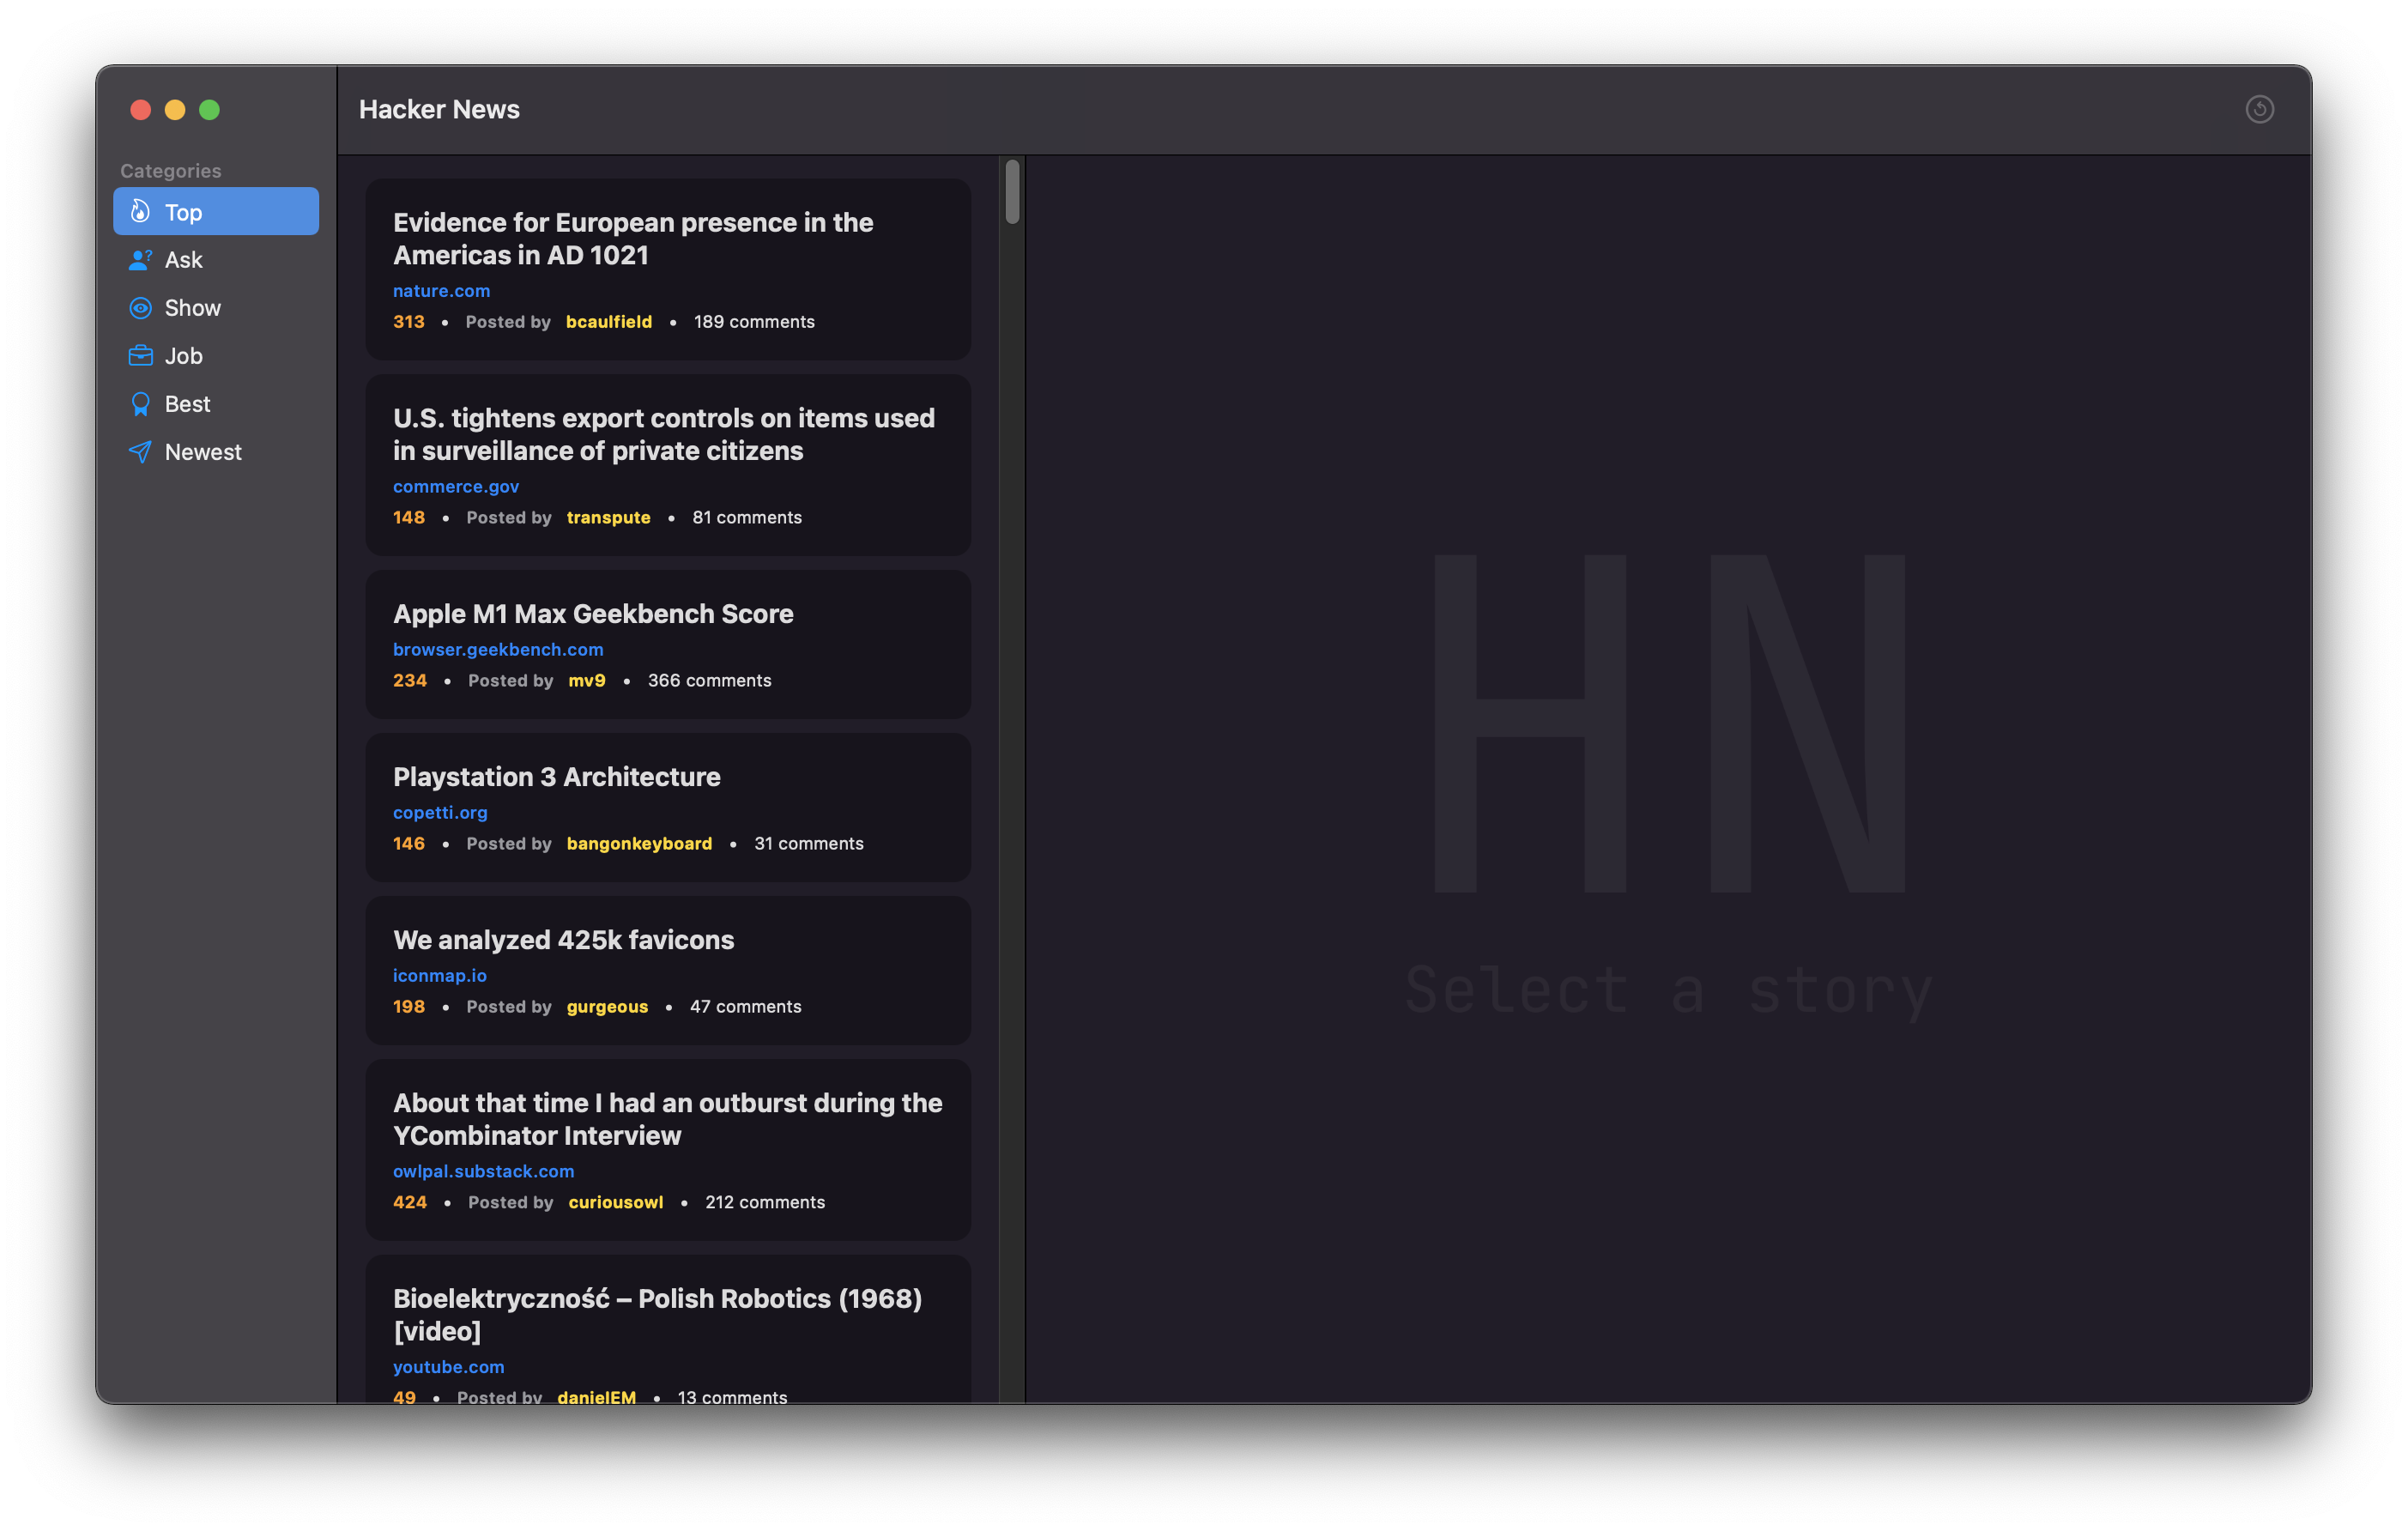 Hacker News
Categories
Top
Ask
Show
Job
Best
Newest
Evidence for European presence in the
Americas in AD 1021
nature.com
313 • Posted by bcaulfield • 189 comments
U.S. tightens export controls on items used
in surveillance of private citizens
commerce.gov
148 • Posted by transpute • 81 comments
Apple M1 Max Geekbench Score
browser.geekbench.com
234 • Posted by mv9 • 366 comments
Playstation 3 Architecture
copetti.org
146 • Posted by bangonkeyboard • 31 comments
We analyzed 425k favicons
iconmap.io
198 • Posted by gurgeous • 47 comments
About that time I had an outburst during the
YCombinator Interview
owlpal.substack.com
424 • Posted by curiousowl • 212 comments
Bioelektryczność – Polish Robotics (1968)
[video]
youtube.com
49 • Posted by danielEM • 13 comments
HN
Select a story